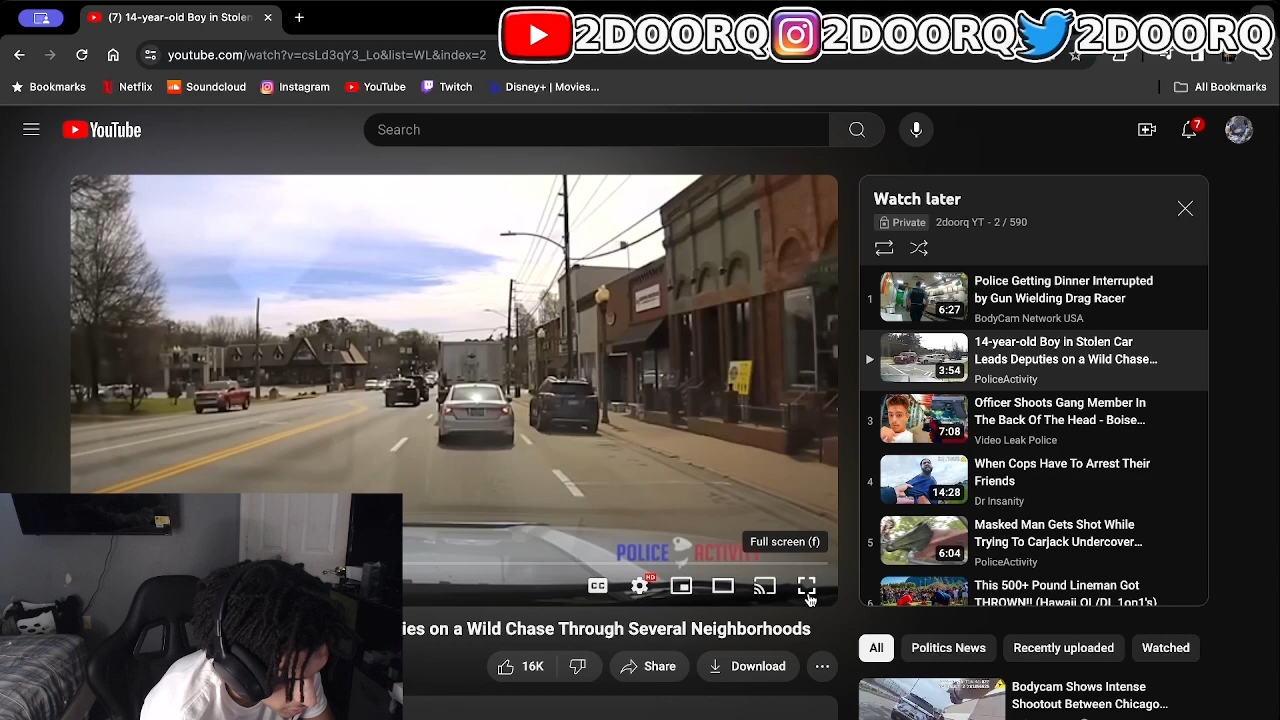 (7) 14-year-old Boy in Stolen
2DOORQ 2DOORQ 2DOORQ
youtube.com/watch?v=csLd3qY3_Lo&list=WL&index=2
Bookmarks Netflix Soundcloud Instagram YouTube Twitch Disney+ | Movies... All Bookmarks
YouTube
Search
7
Watch later
Private 2doorq YT - 2 / 590
1
Police Getting Dinner Interrupted
by Gun Wielding Drag Racer
6:27
BodyCam Network USA
14-year-old Boy in Stolen Car
Leads Deputies on a Wild Chase...
3:54
PoliceActivity
3
Officer Shoots Gang Member In
The Back Of The Head - Boise...
7:08
Video Leak Police
4
When Cops Have To Arrest Their
Friends
14:28
Dr Insanity
5
Masked Man Gets Shot While
Trying To Carjack Undercover...
6:04
PoliceActivity
6
This 500+ Pound Lineman Got
THROWN!! (Hawaii OL/DL 1on1's)
Full screen (f)
POLICE ACTIVITY
CC
HD
ies on a Wild Chase Through Several Neighborhoods
16K Share Download
All Politics News Recently uploaded Watched
Bodycam Shows Intense
Shootout Between Chicago...